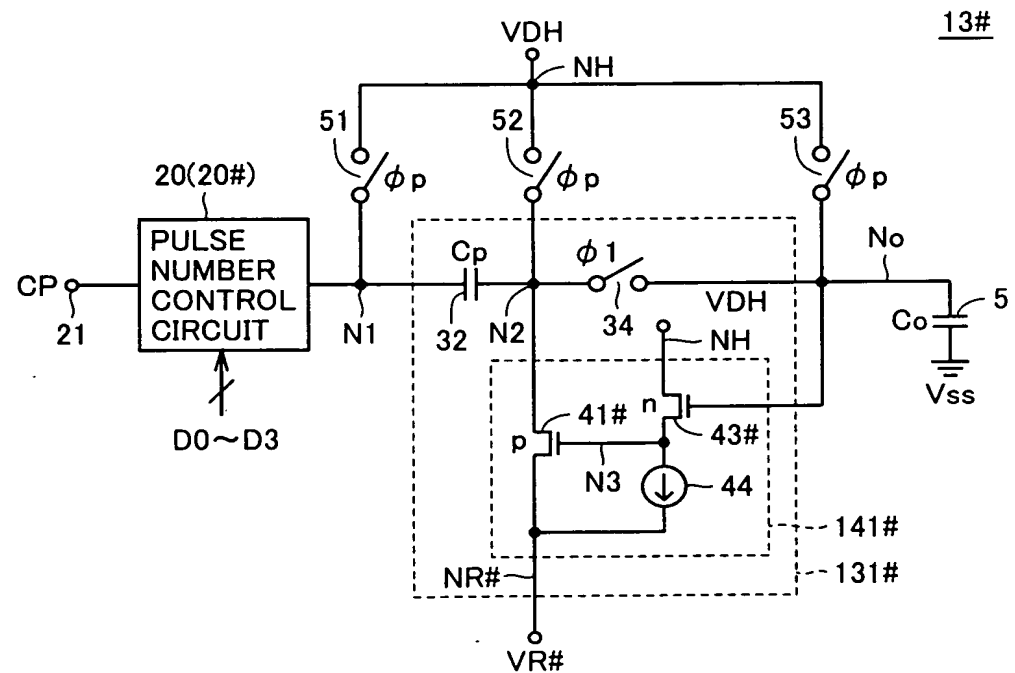 13#
VDH
NH
51
52
53
ϕp
ϕp
ϕp
20(20#)
PULSE
NUMBER
CONTROL
CIRCUIT
CP
21
N1
Cp
32
N2
ϕ1
34
VDH
NH
No
Co
5
Vss
D0～D3
n
43#
41#
p
N3
44
141#
131#
NR#
VR#